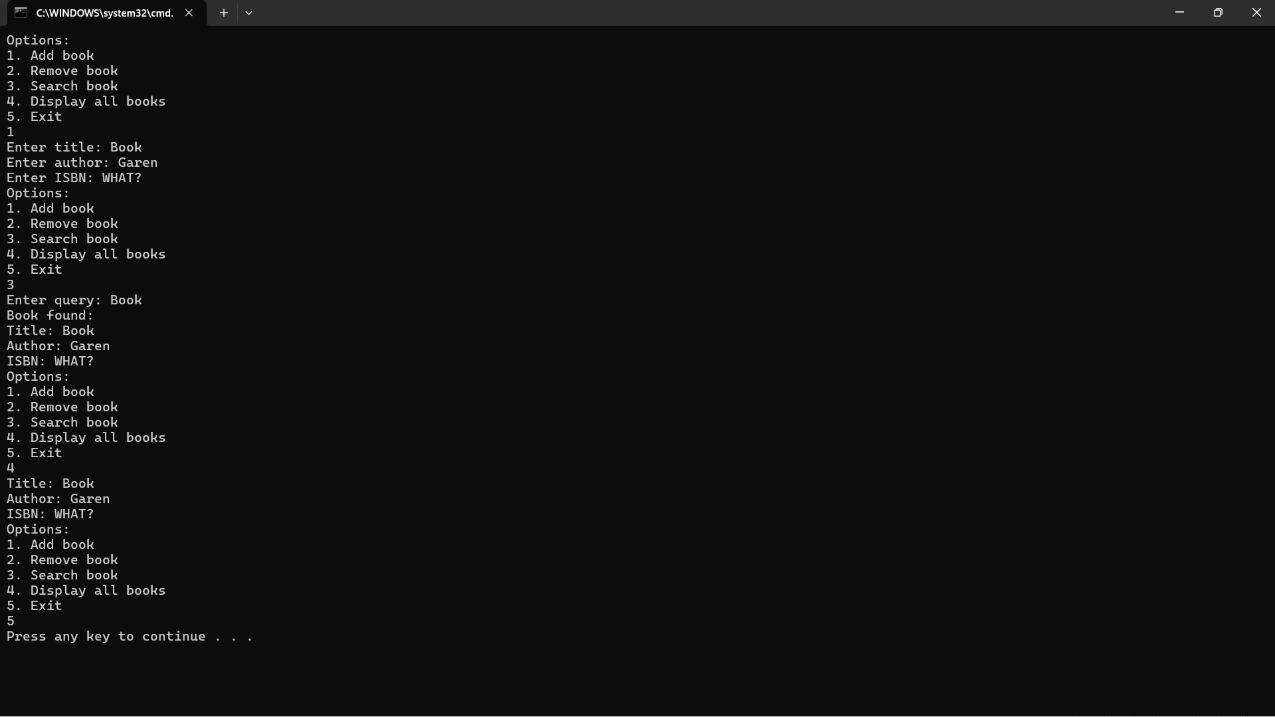 C:\WINDOWS\system32\cmd.
Options:
1. Add book
2. Remove book
3. Search book
4. Display all books
5. Exit
1
Enter title: Book
Enter author: Garen
Enter ISBN: WHAT?
Options:
1. Add book
2. Remove book
3. Search book
4. Display all books
5. Exit
3
Enter query: Book
Book found:
Title: Book
Author: Garen
ISBN: WHAT?
Options:
1. Add book
2. Remove book
3. Search book
4. Display all books
5. Exit
4
Title: Book
Author: Garen
ISBN: WHAT?
Options:
1. Add book
2. Remove book
3. Search book
4. Display all books
5. Exit
5
Press any key to continue . . .